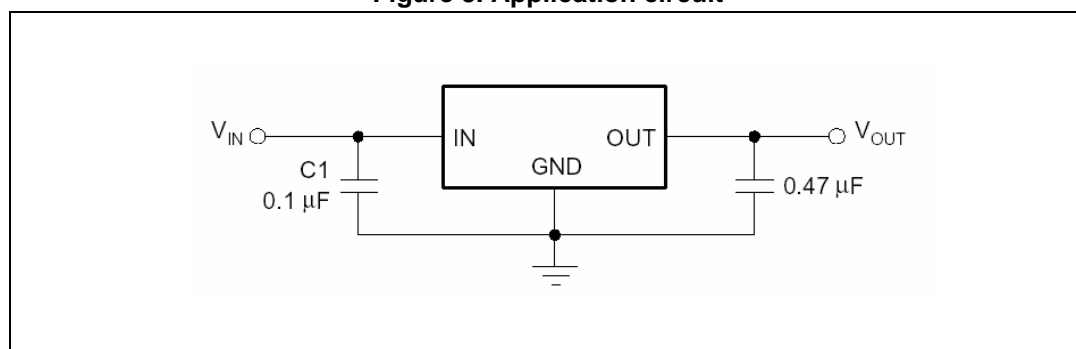 Figure 3. Application circuit
V_IN
IN
OUT
V_OUT
C1
0.1 μF
GND
0.47 μF